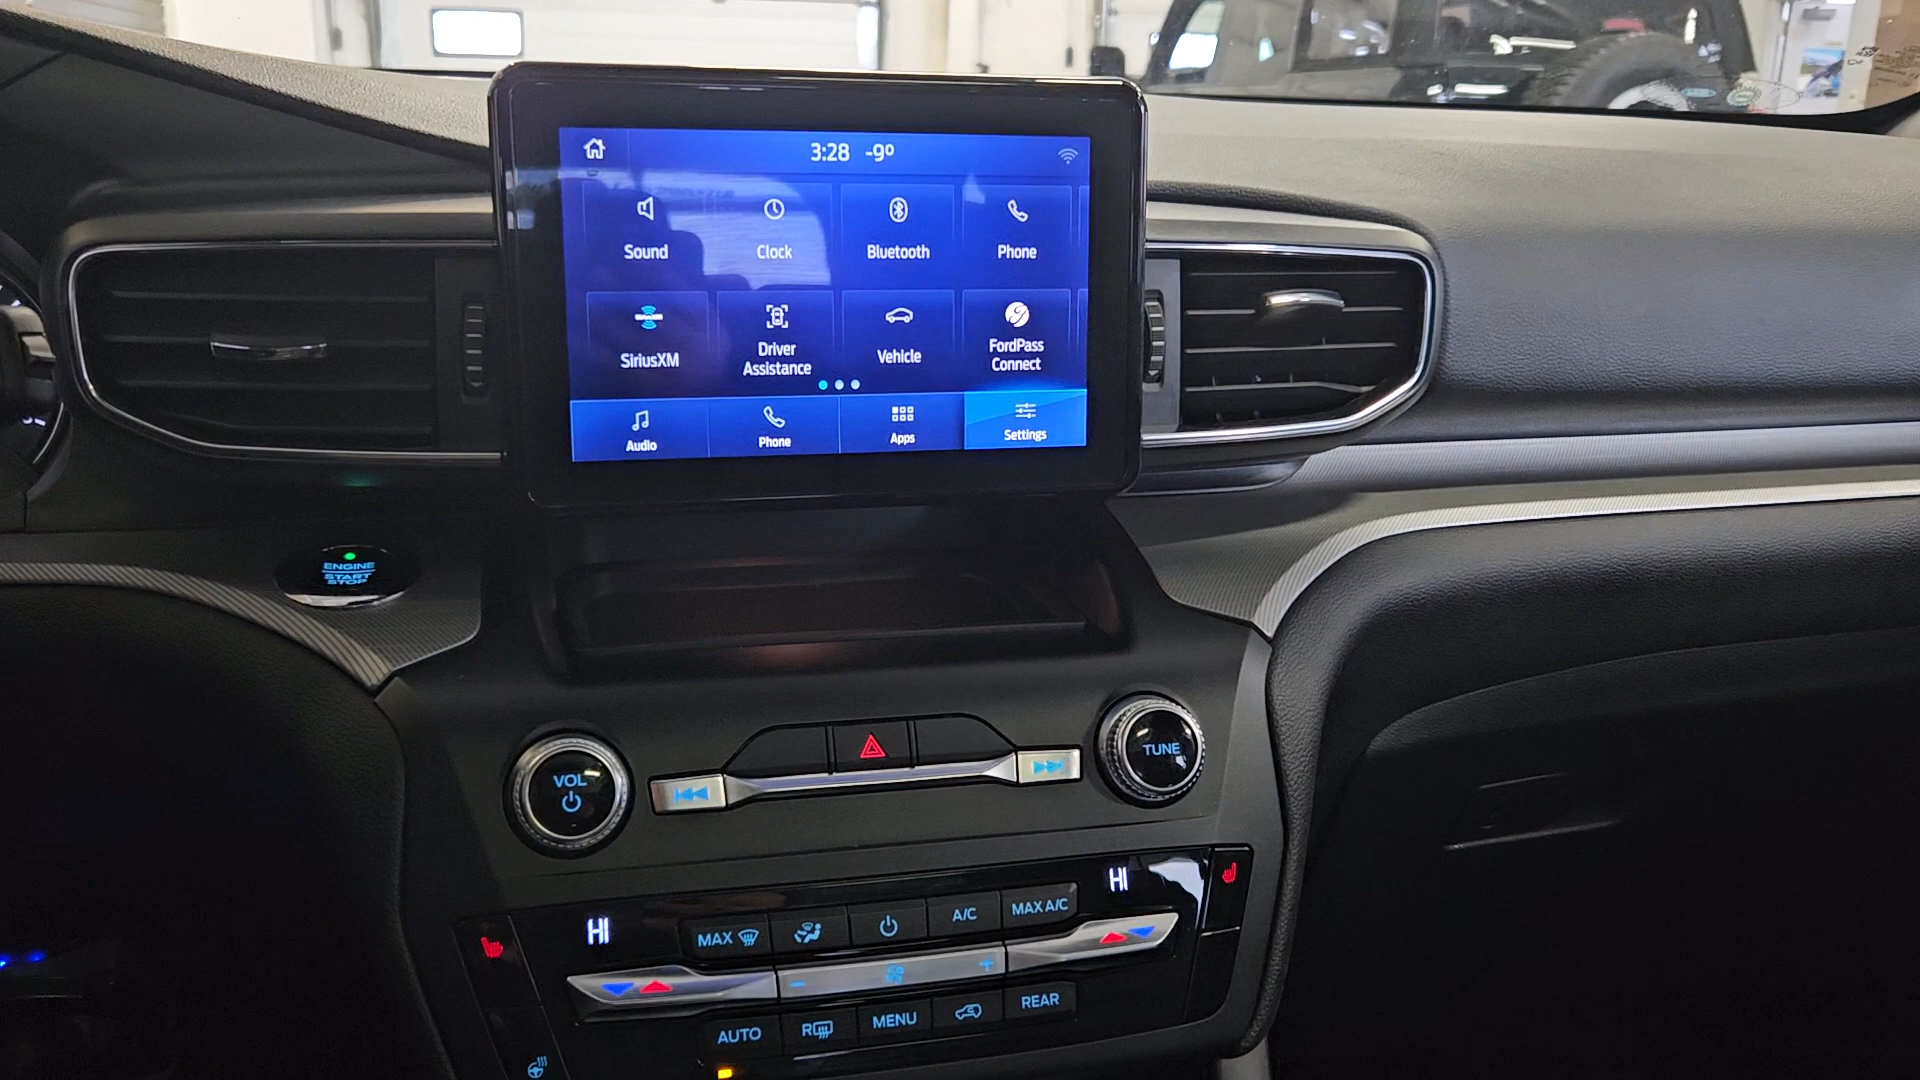 3:28 -9º
Sound
Clock
Bluetooth
Phone
SiriusXM
Driver
Assistance
Vehicle
FordPass
Connect
Audio
Phone
Apps
Settings
ENGINE
START
STOP
VOL
TUNE
HI
HI
MAX
A/C
MAX A/C
AUTO
R
MENU
REAR